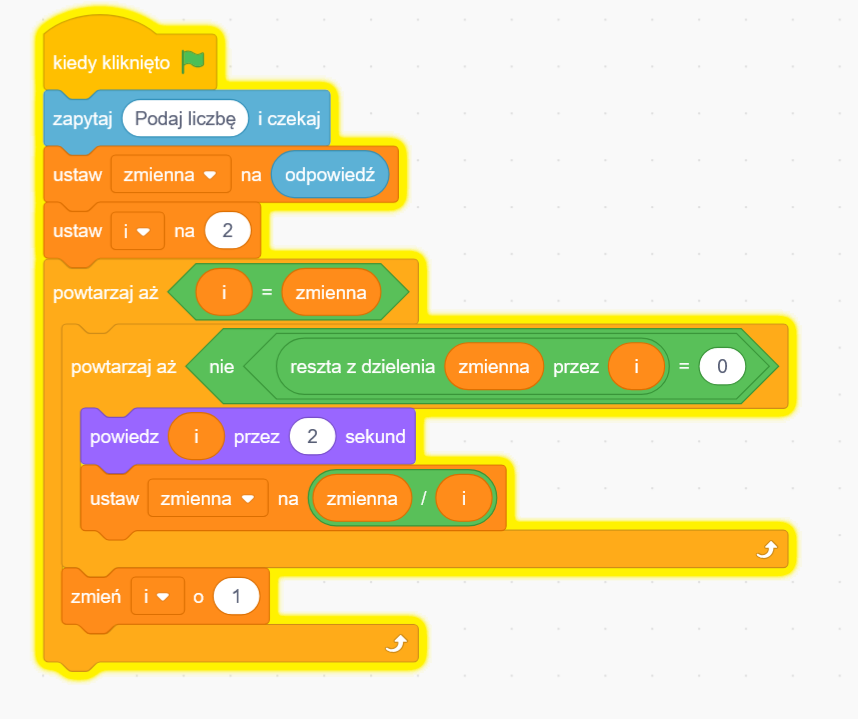 kiedy kliknięto
zapytaj Podaj liczbę i czekaj
ustaw zmienna na odpowiedź
ustaw i na 2
powtarzaj aż i = zmienna
powtarzaj aż nie reszta z dzielenia zmienna przez i = 0
powiedz i przez 2 sekund
ustaw zmienna na zmienna / i
zmień i o 1